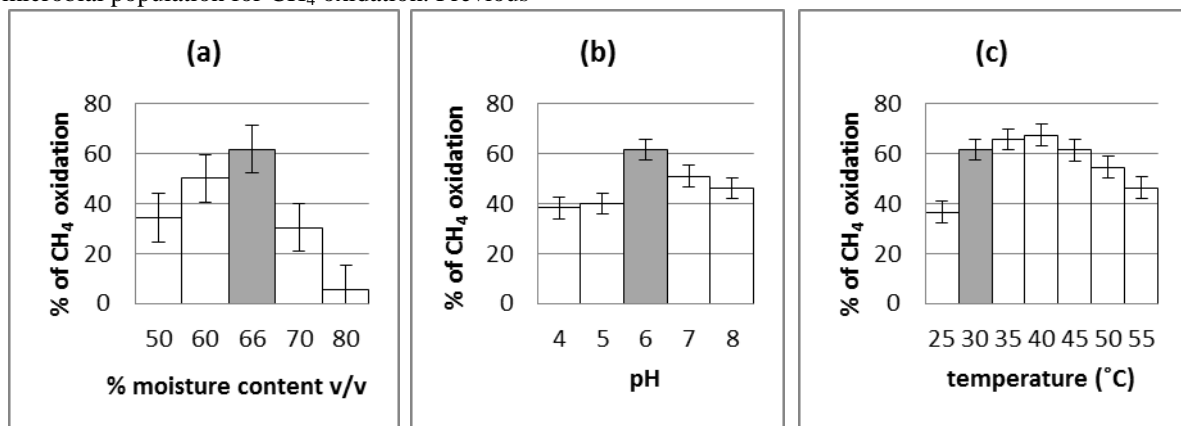 microbial population for CH4 oxidation. Previous
(a)
% of CH4 oxidation
80
60
40
20
0
50 60 66 70 80
% moisture content v/v
(b)
% of CH4 oxidation
80
60
40
20
0
4 5 6 7 8
pH
(c)
% of CH4 oxidation
80
60
40
20
0
25 30 35 40 45 50 55
temperature (˚C)